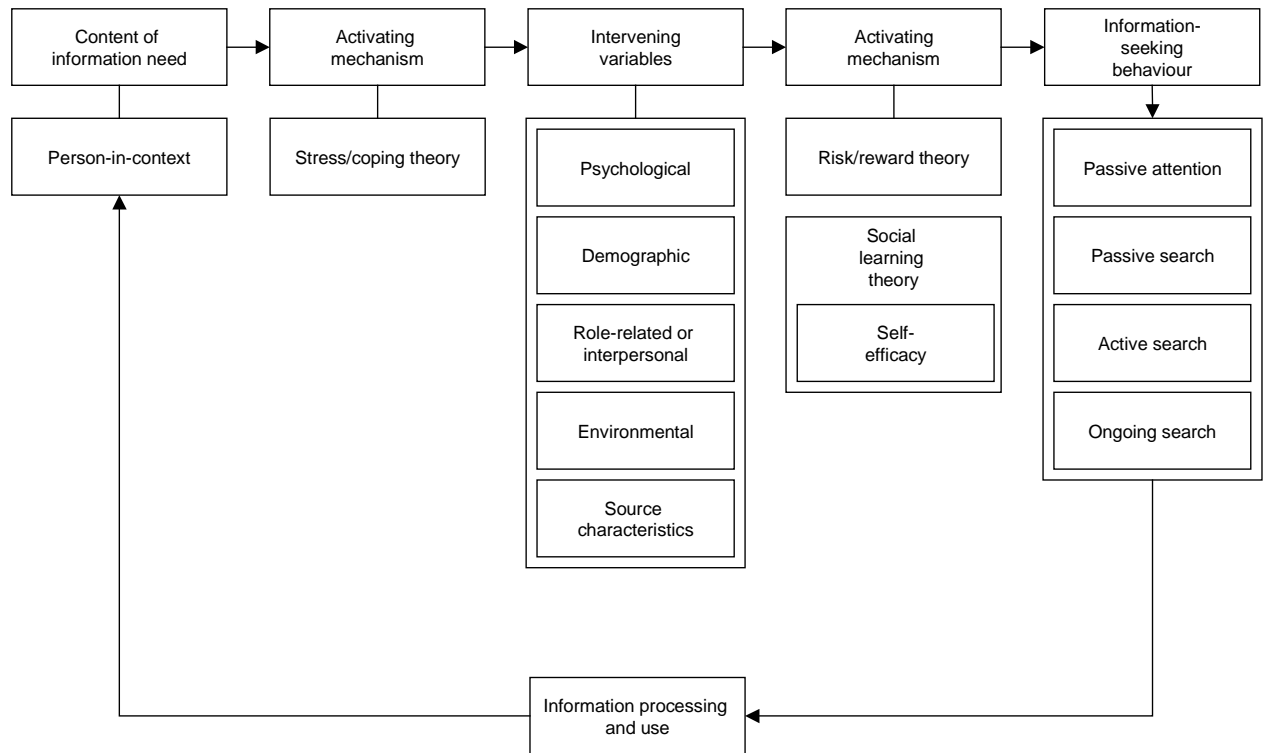 Content of
information need
Activating
mechanism
Intervening
variables
Activating
mechanism
Information-
seeking
behaviour
Person-in-context
Stress/coping theory
Psychological
Demographic
Role-related or
interpersonal
Environmental
Source
characteristics
Risk/reward theory
Social
learning
theory
Self-
efficacy
Passive attention
Passive search
Active search
Ongoing search
Information processing
and use